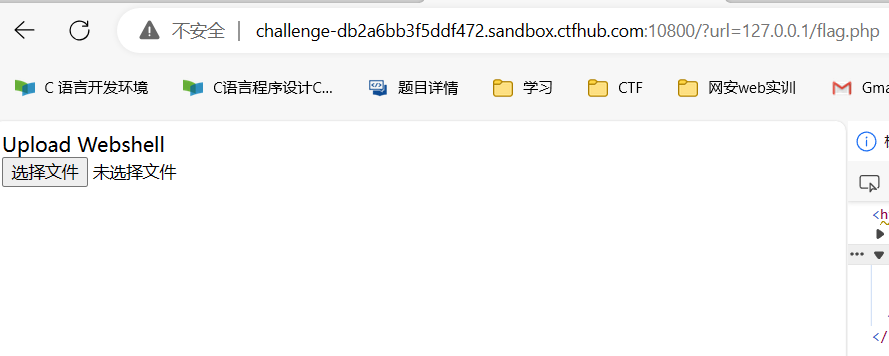 不安全 challenge-db2a6bb3f5ddf472.sandbox.ctfhub.com:10800/?url=127.0.0.1/flag.php
C 语言开发环境 C语言程序设计C... 题目详情 学习 CTF 网安web实训 Gma
Upload Webshell
选择文件 未选择文件
<h
</